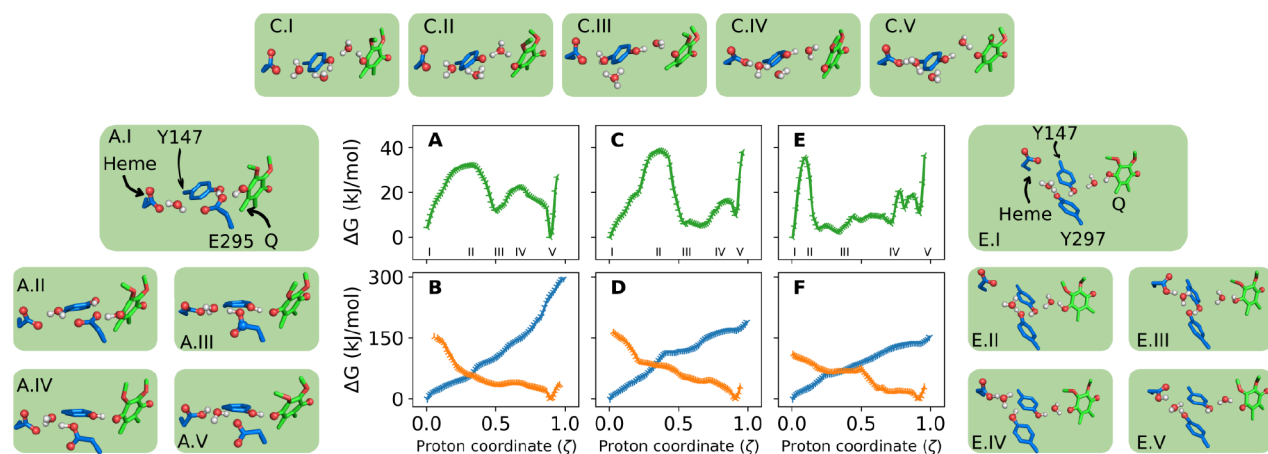 C.I C.II C.III C.IV C.V
A.I Y147
Heme
E295 Q
A.II
A.III
A.IV
A.V
A C E
ΔG (kJ/mol)
40
20
0
I II III IV V
I II III IV V
I II III IV V
B D F
ΔG (kJ/mol)
300
150
0
0.0 0.5 1.0
0.0 0.5 1.0
0.0 0.5 1.0
Proton coordinate (ζ) Proton coordinate (ζ) Proton coordinate (ζ)
Y147
Heme
Q
E.I Y297
E.II
E.III
E.IV
E.V